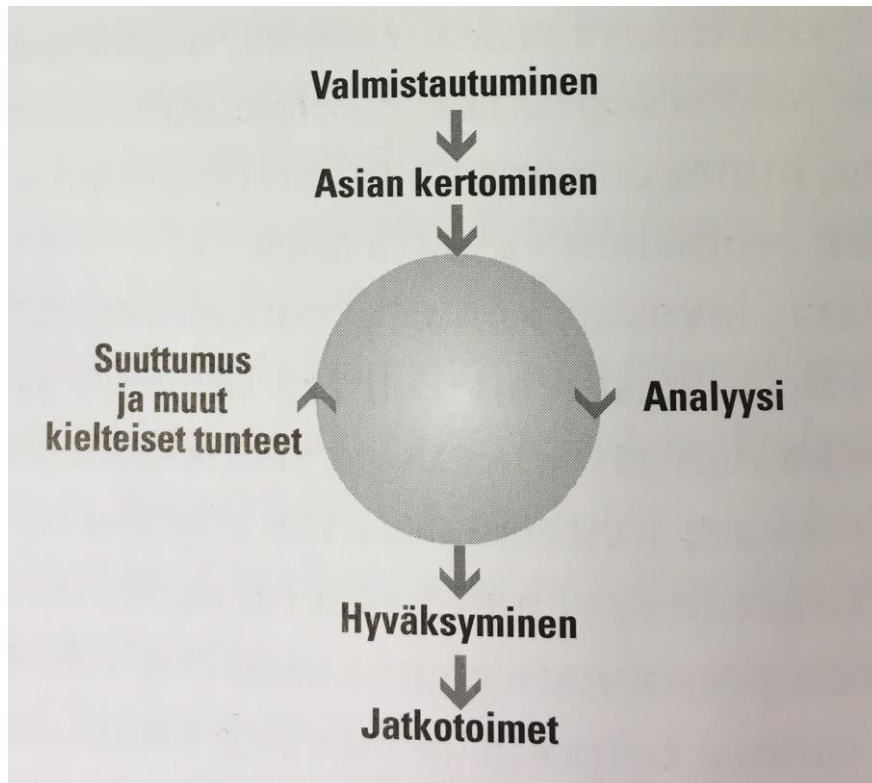 Valmistautuminen
Asian kertominen
Suuttumus
ja muut
kielteiset tunteet
Analyysi
Hyväksyminen
Jatkotoimet